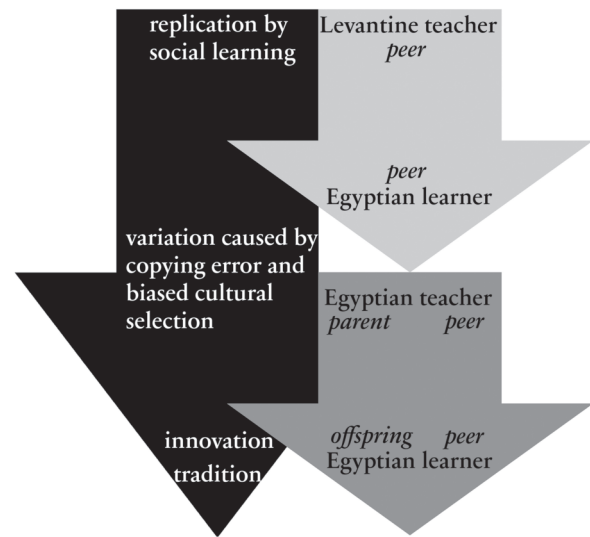 replication by
social learning
Levantine teacher
peer
peer
Egyptian learner
variation caused by
copying error and
biased cultural
selection
Egyptian teacher
parent peer
innovation
tradition
offspring peer
Egyptian learner